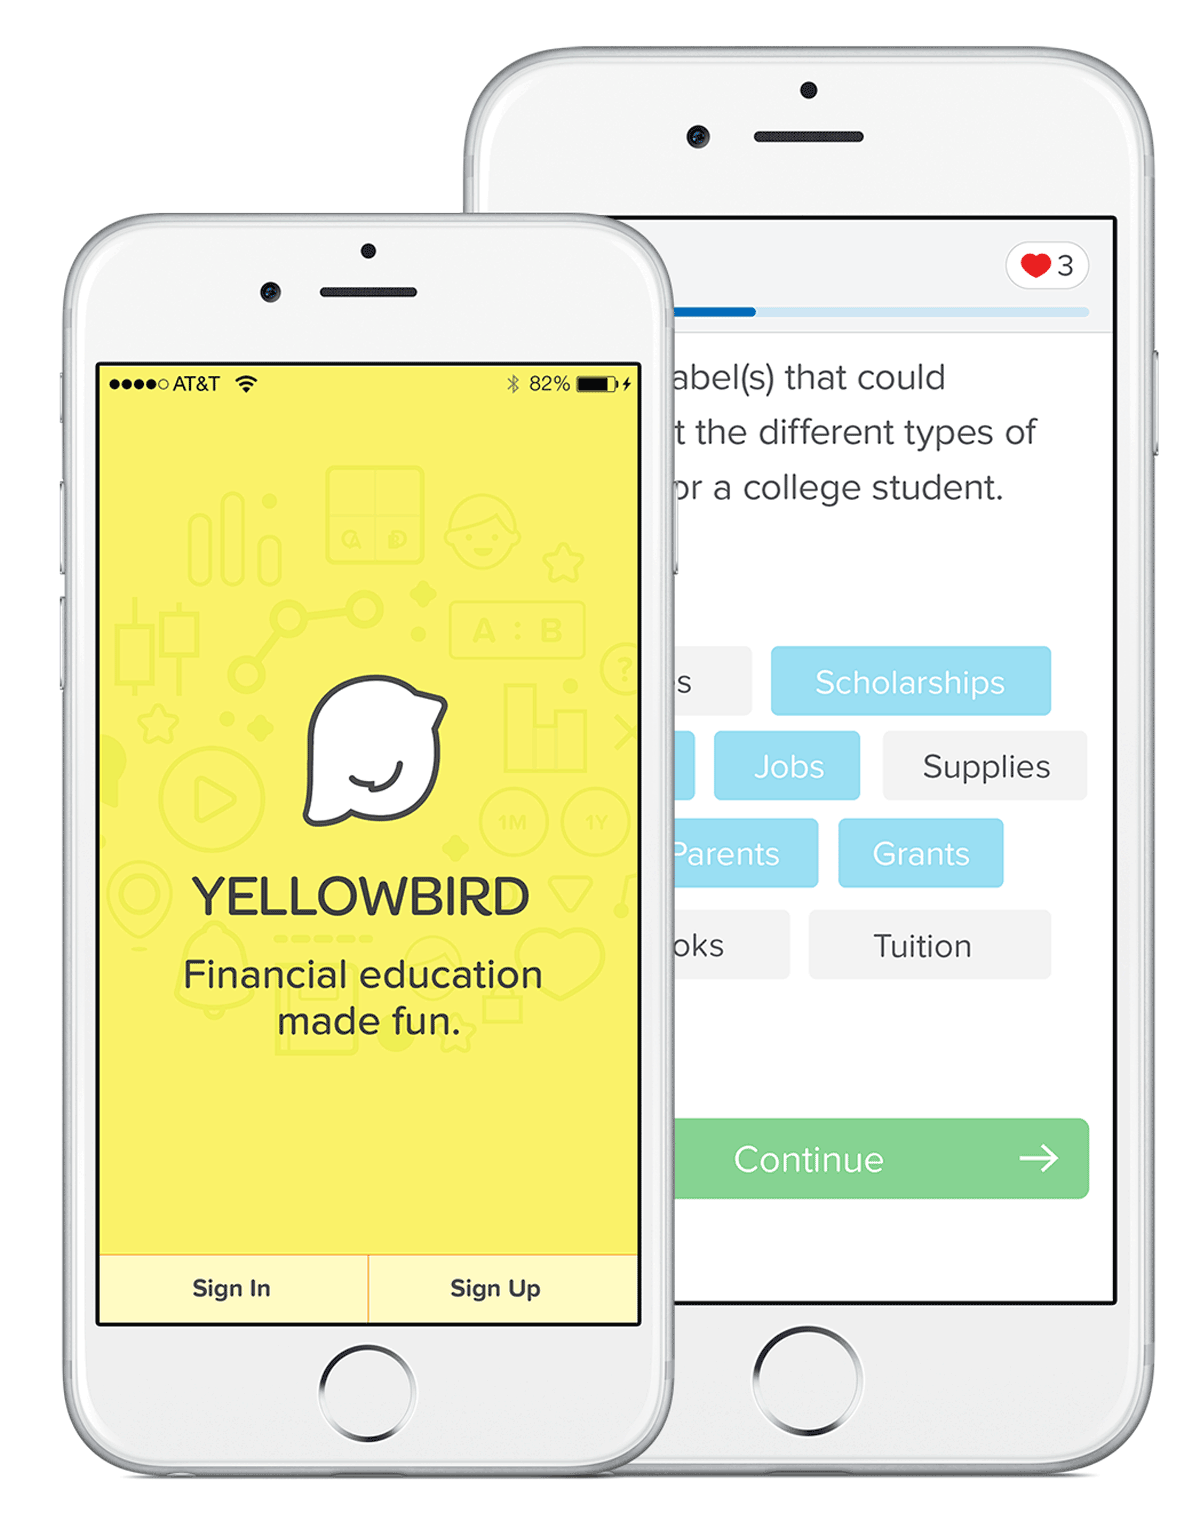 AT&T
82%
A B
A : B
?
1M 1Y
YELLOWBIRD
Financial education
made fun.
Sign In
Sign Up
3
abel(s) that could
t the different types of
or a college student.
s
Scholarships
Jobs
Supplies
Parents
Grants
oks
Tuition
Continue